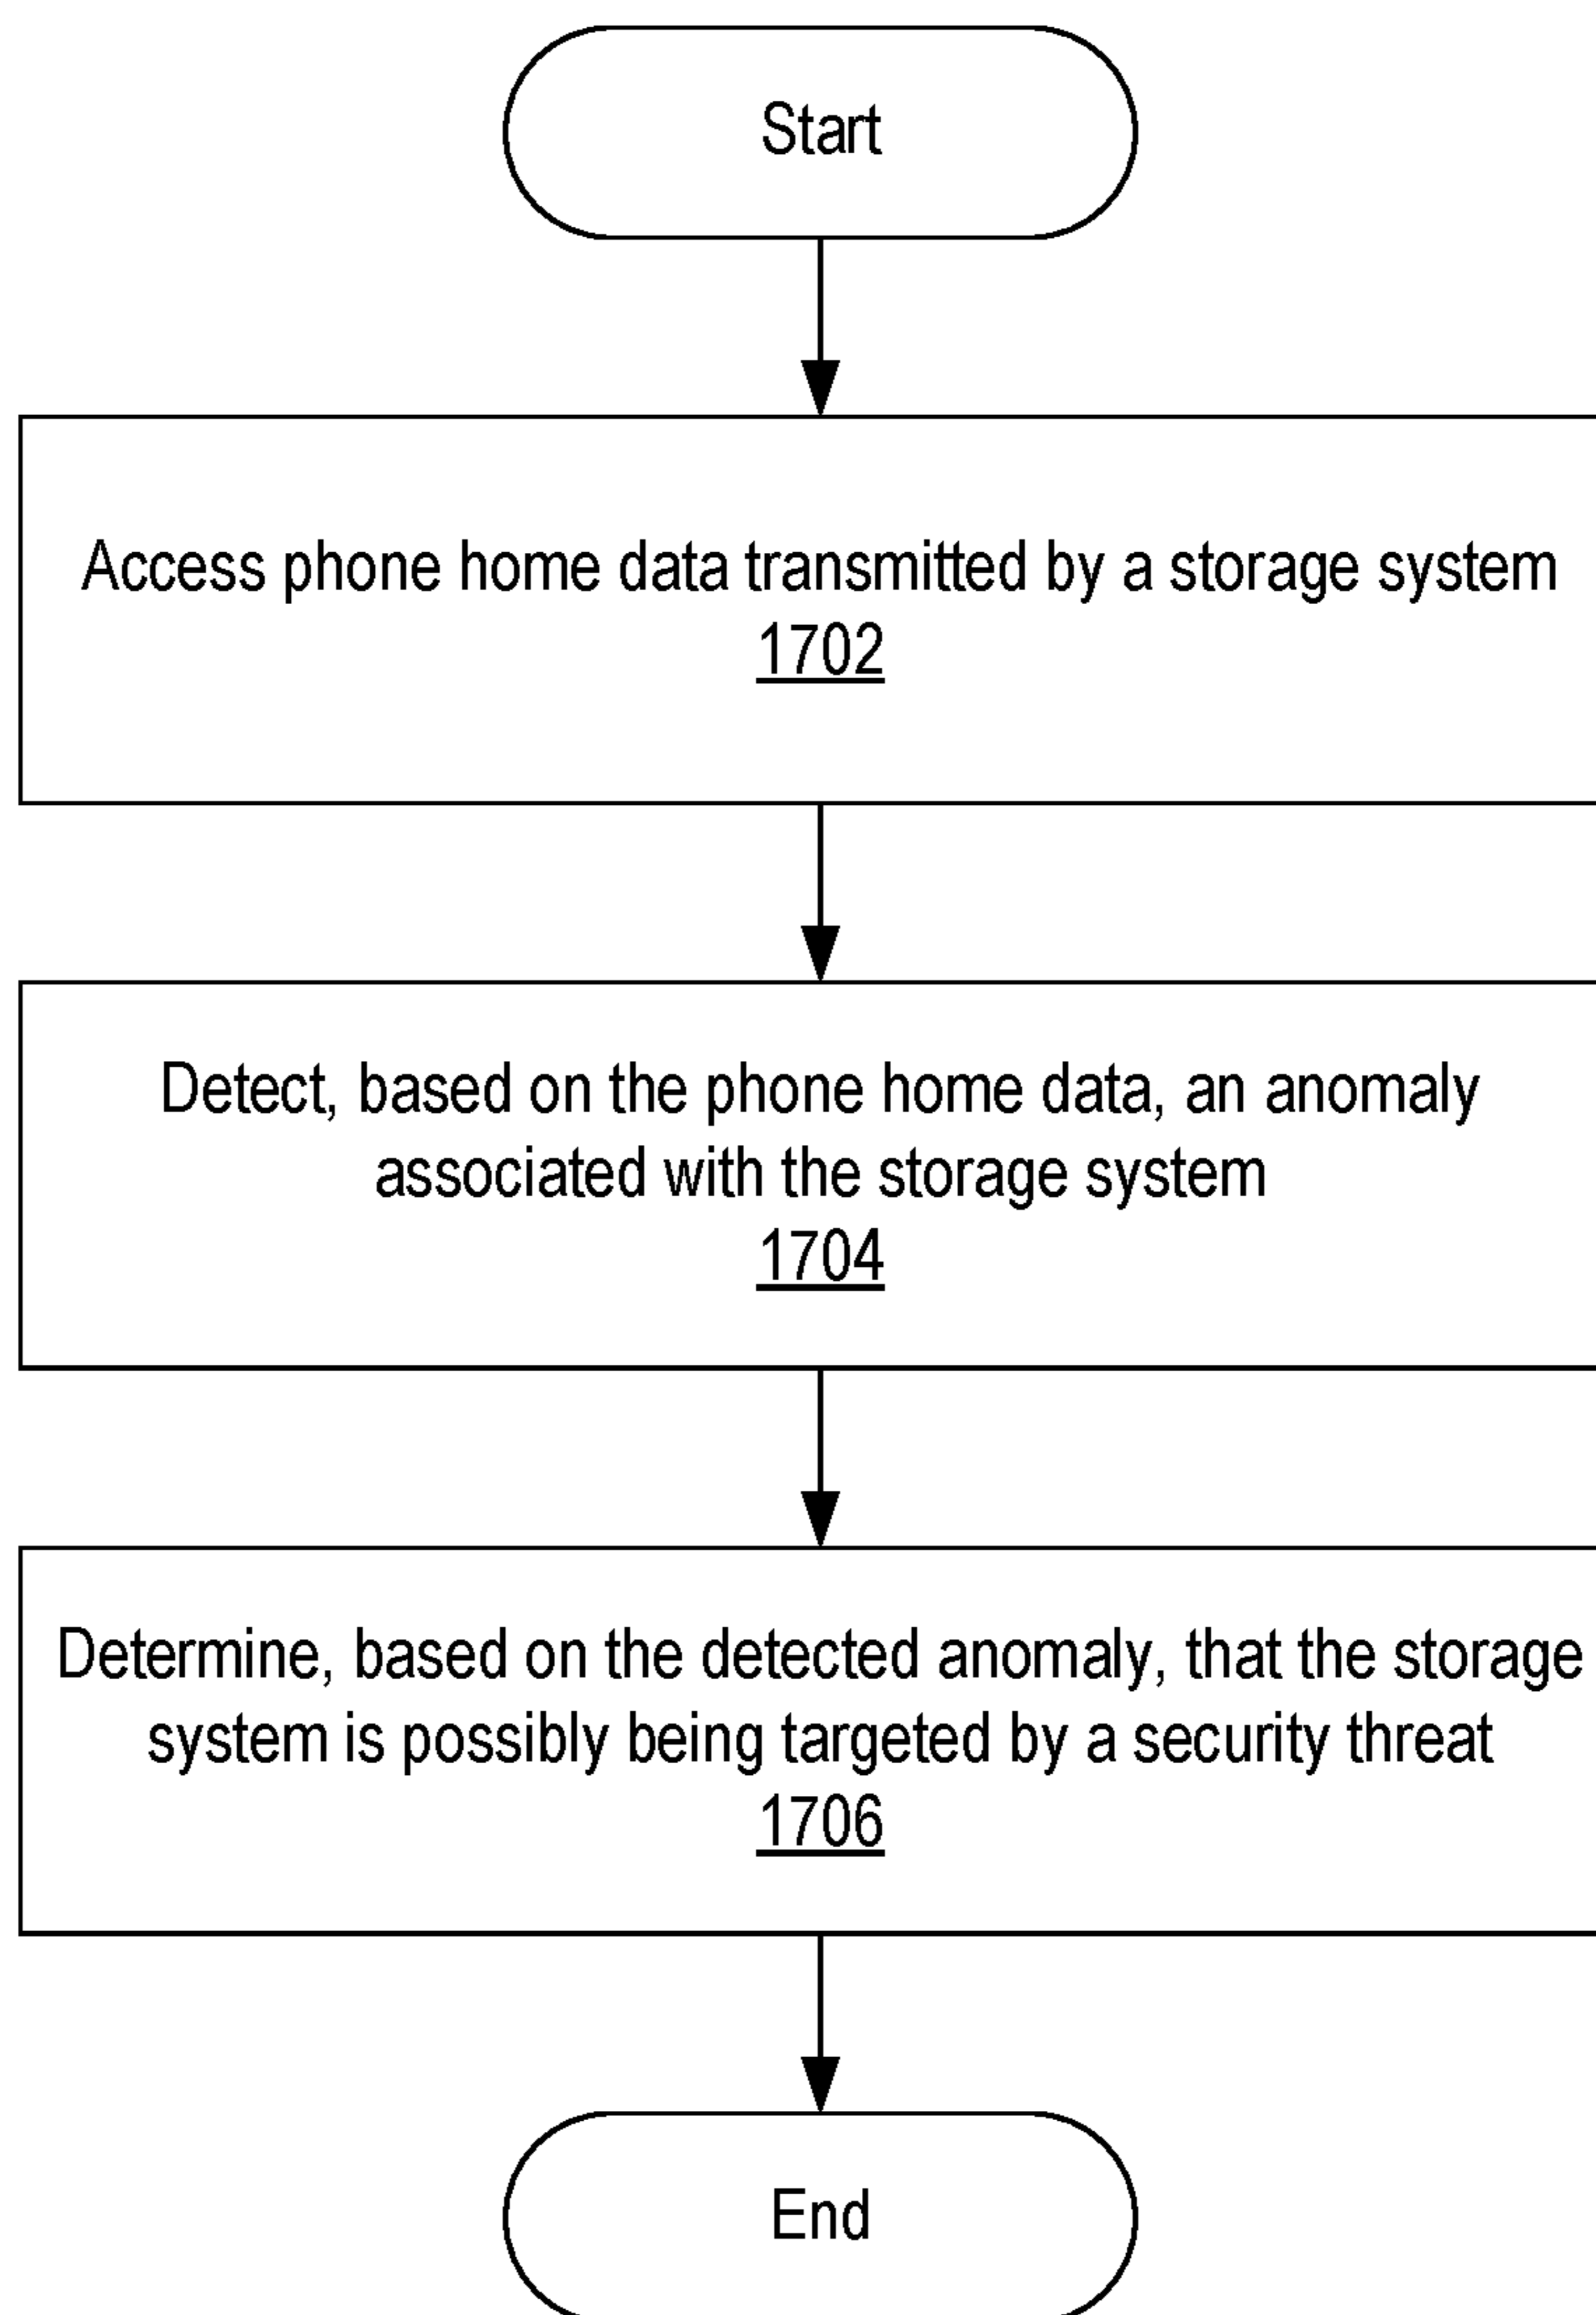 Start
Access phone home data transmitted by a storage system
1702
Detect, based on the phone home data, an anomaly
associated with the storage system
1704
Determine, based on the detected anomaly, that the storage
system is possibly being targeted by a security threat
1706
End